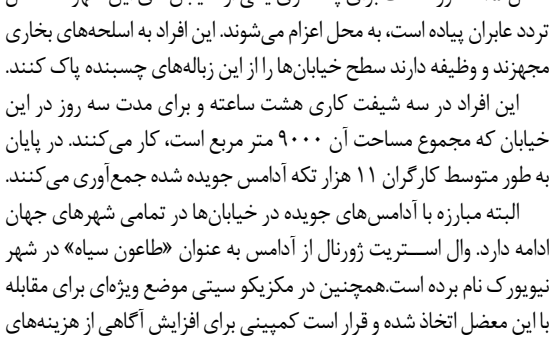 تردد عابران پیاده است، به محل اعزام می‌شوند. این افراد به اسلحه‌های بخاری
مجهزند و وظیفه دارند سطح خیابان‌ها را از این زباله‌های چسبنده پاک کنند.
این افراد در سه شیفت کاری هشت ساعته و برای مدت سه روز در این
خیابان که مجموع مساحت آن ۹۰۰۰ متر مربع است، کار می‌کنند. در پایان
به طور متوسط کارگران ۱۱ هزار تکه آدامس جویده شده جمع‌آوری می‌کنند.
البته مبارزه با آدامس‌های جویده در خیابان‌ها در تمامی شهرهای جهان
ادامه دارد. وال استریت ژورنال از آدامس به عنوان «طاعون سیاه» در شهر
نیویورک نام برده است.همچنین در مکزیکو سیتی موضع ویژه‌ای برای مقابله
با این معضل اتخاذ شده و قرار است کمپینی برای افزایش آگاهی از هزینه‌های